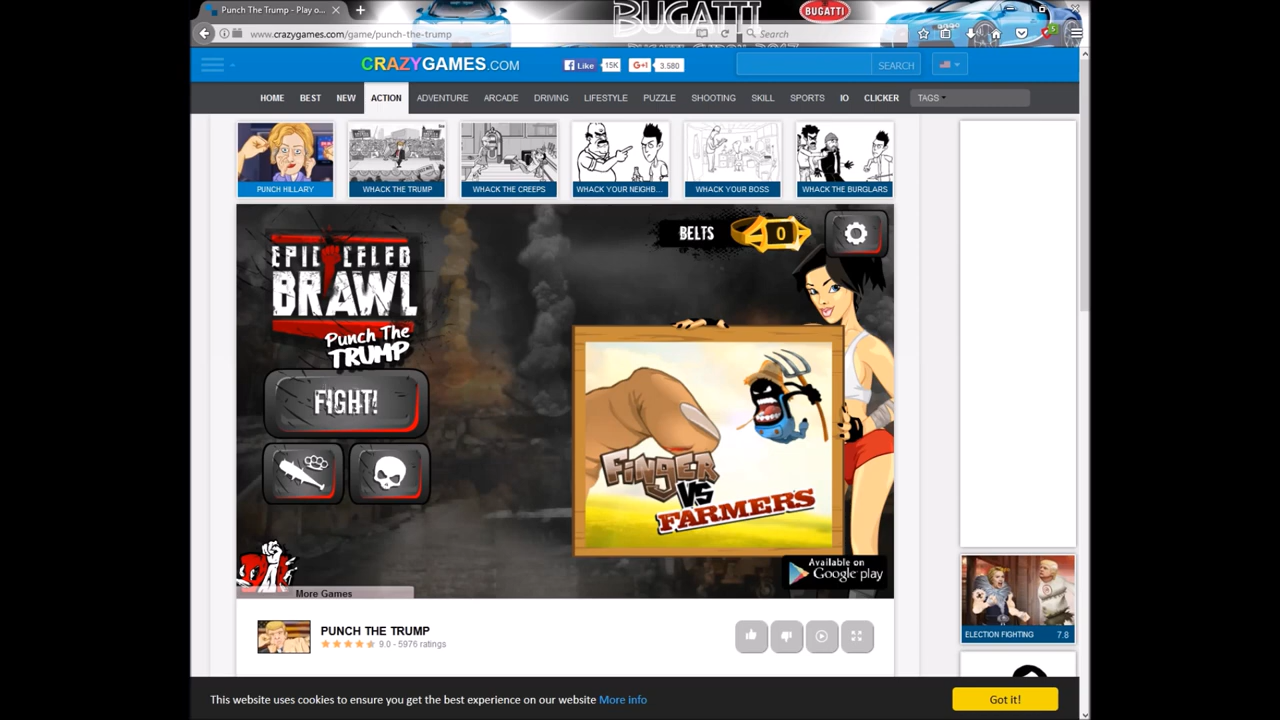 BUGATTI
BUGATTI
Punch The Trump - Play o...
www.crazygames.com/game/punch-the-trump
Search
CRAZYGAMES.COM
Like
15K
G+1
3.580
SEARCH
HOME
BEST
NEW
ACTION
ADVENTURE
ARCADE
DRIVING
LIFESTYLE
PUZZLE
SHOOTING
SKILL
SPORTS
IO
CLICKER
TAGS
PUNCH HILLARY
WHACK THE TRUMP
WHACK THE CREEPS
WHACK YOUR NEIGHB...
WHACK YOUR BOSS
WHACK THE BURGLARS
EPIC CELEB
BRAWL
Punch The
TRUMP
BELTS
0
FIGHT!
FINGER
VS
FARMERS
Available on
Google play
More Games
PUNCH THE TRUMP
9.0 - 5976 ratings
ELECTION FIGHTING 7.8
This website uses cookies to ensure you get the best experience on our website More info
Got it!